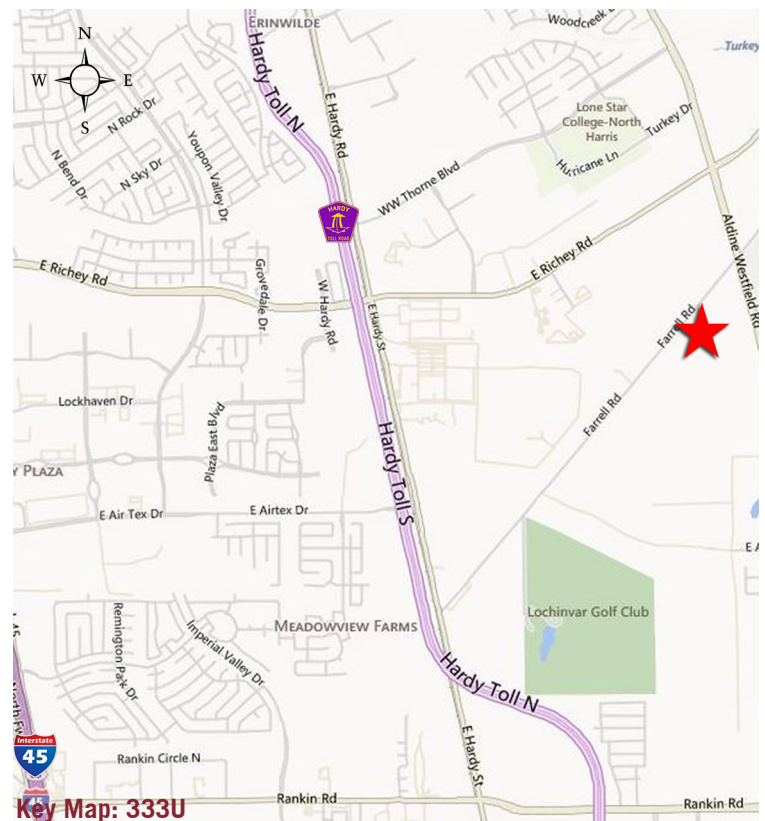 ERINWILDE
Woodcreek
N
W E
S
Turkey
Hardy Toll N
E Hardy Rd
N Rock Dr
Youpon Valley Dr
N Bend Dr
N Sky Dr
Lone Star
College-North
Harris
Turkey Dr
Hurricane Ln
WW Thorne Blvd
HARDY
TOLL ROAD
Aldine Westfield Rd
E Richey Rd
E Richey Rd
Grovedale Dr
W Hardy Rd
E Hardy St
Farrell Rd
Farrell Rd
Lockhaven Dr
Plaza East Blvd
Hardy Toll S
Y PLAZA
E Air Tex Dr
E Airtex Dr
E A
Lochinvar Golf Club
MEADOWVIEW FARMS
Remington Park Dr
Imperial Valley Dr
I-45
Hardy Toll N
Interstate
45
Rankin Circle N
E Hardy St
Rankin Rd
Rankin Rd
Key Map: 333U